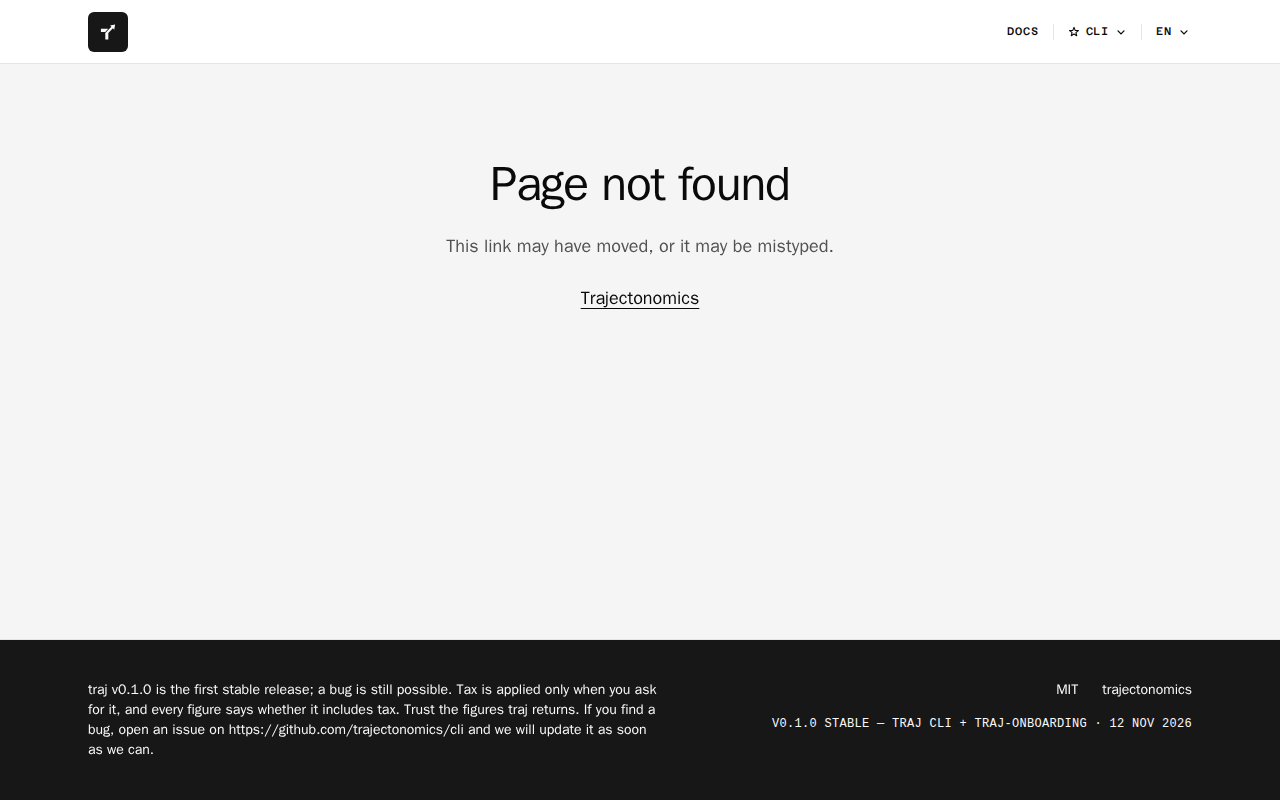 DOCS
CLI
EN
Page not found
This link may have moved, or it may be mistyped.
Trajectonomics
traj v0.1.0 is the first stable release; a bug is still possible. Tax is applied only when you ask
for it, and every figure says whether it includes tax. Trust the figures traj returns. If you find a
bug, open an issue on https://github.com/trajectonomics/cli and we will update it as soon
as we can.
MIT trajectonomics
V0.1.0 STABLE — TRAJ CLI + TRAJ-ONBOARDING · 12 NOV 2026